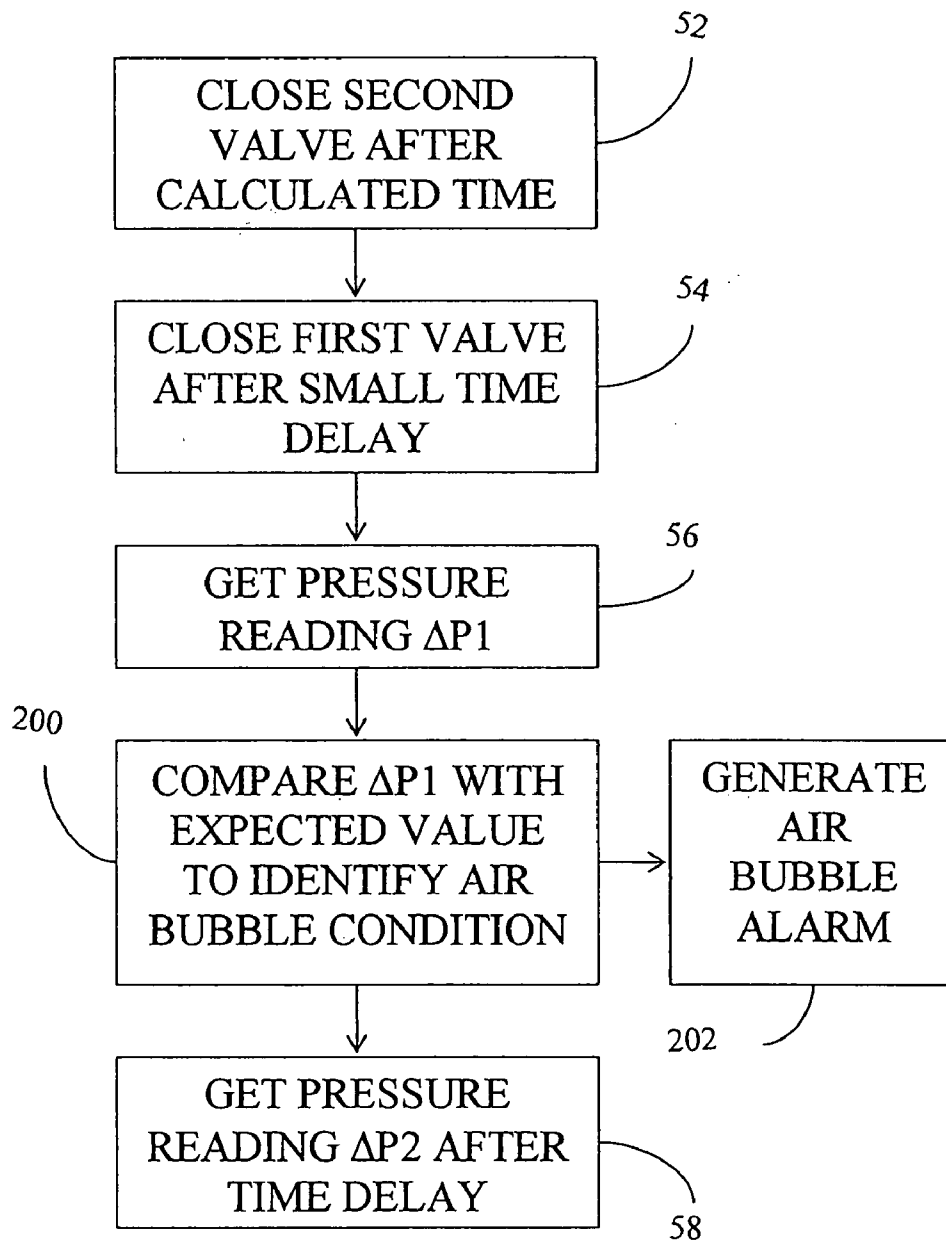 52
CLOSE SECOND
VALVE AFTER
CALCULATED TIME
54
CLOSE FIRST VALVE
AFTER SMALL TIME
DELAY
56
GET PRESSURE
READING ΔP1
200
COMPARE ΔP1 WITH
EXPECTED VALUE
TO IDENTIFY AIR
BUBBLE CONDITION
GENERATE
AIR
BUBBLE
ALARM
202
GET PRESSURE
READING ΔP2 AFTER
TIME DELAY
58